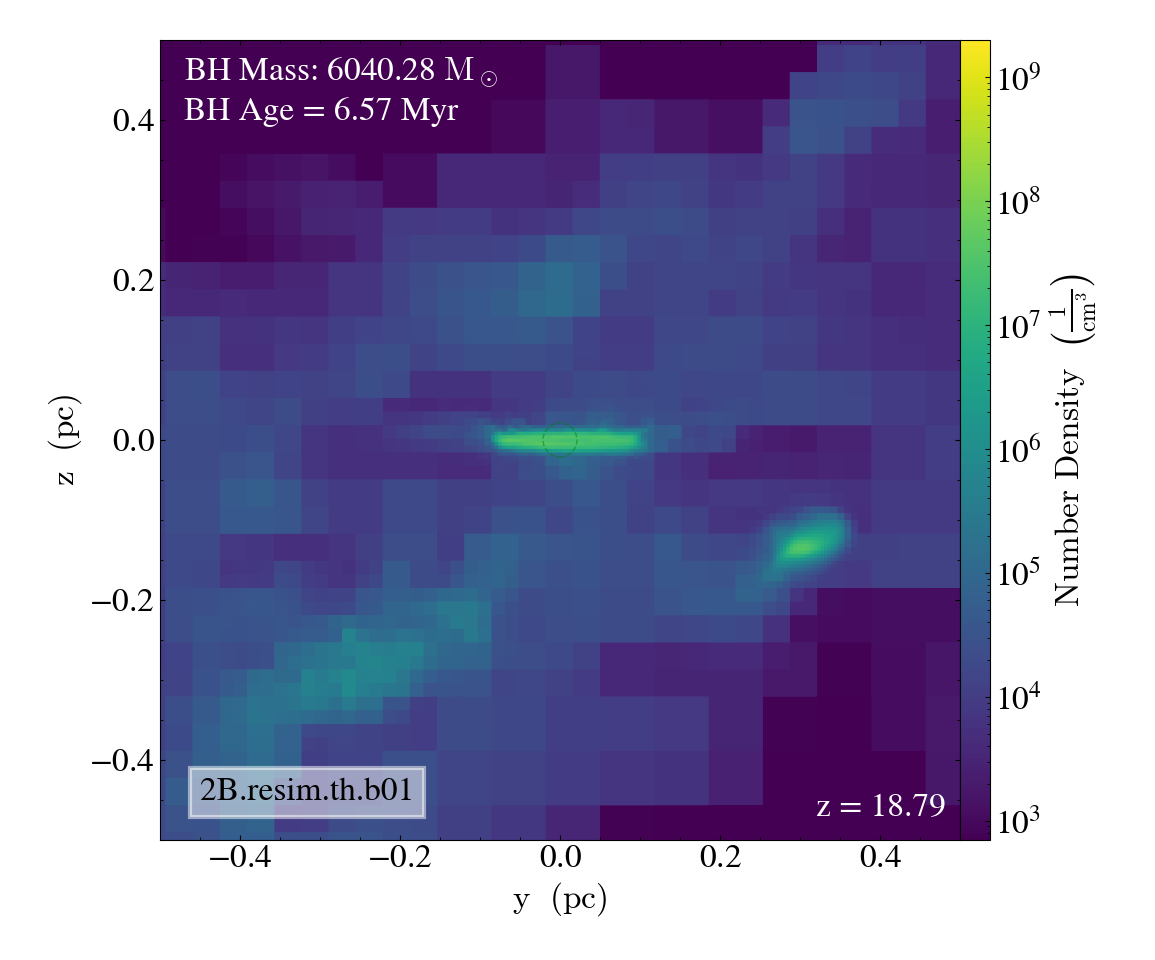 BH Mass: 6040.28 M⊙
BH Age = 6.57 Myr
0.4
0.2
0.0
−0.2
−0.4
z (pc)
2B.resim.th.b01
z = 18.79
−0.4 −0.2 0.0 0.2 0.4
y (pc)
10⁹
10⁸
10⁷
10⁶
10⁵
10⁴
10³
Number Density (1/cm³)